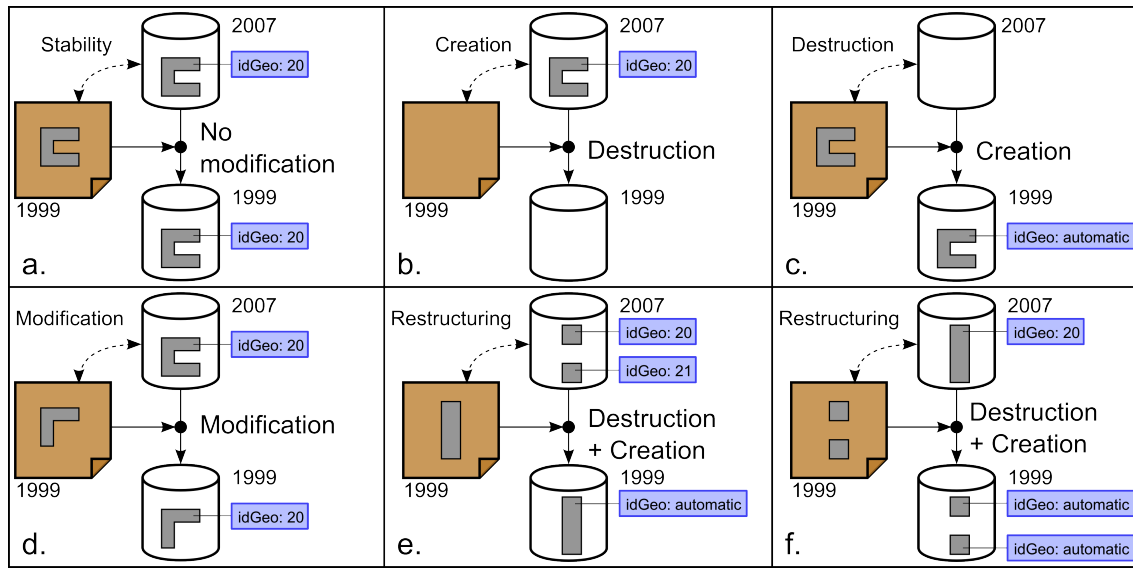 2007
Stability
idGeo: 20
No
modification
1999
1999
idGeo: 20
a.
2007
Creation
idGeo: 20
Destruction
1999
1999
b.
2007
Destruction
Creation
1999
1999
idGeo: automatic
c.
2007
Modification
idGeo: 20
Modification
1999
1999
idGeo: 20
d.
2007
Restructuring
idGeo: 20
idGeo: 21
Destruction
+ Creation
1999
1999
idGeo: automatic
e.
2007
Restructuring
idGeo: 20
Destruction
+ Creation
1999
1999
idGeo: automatic
idGeo: automatic
f.